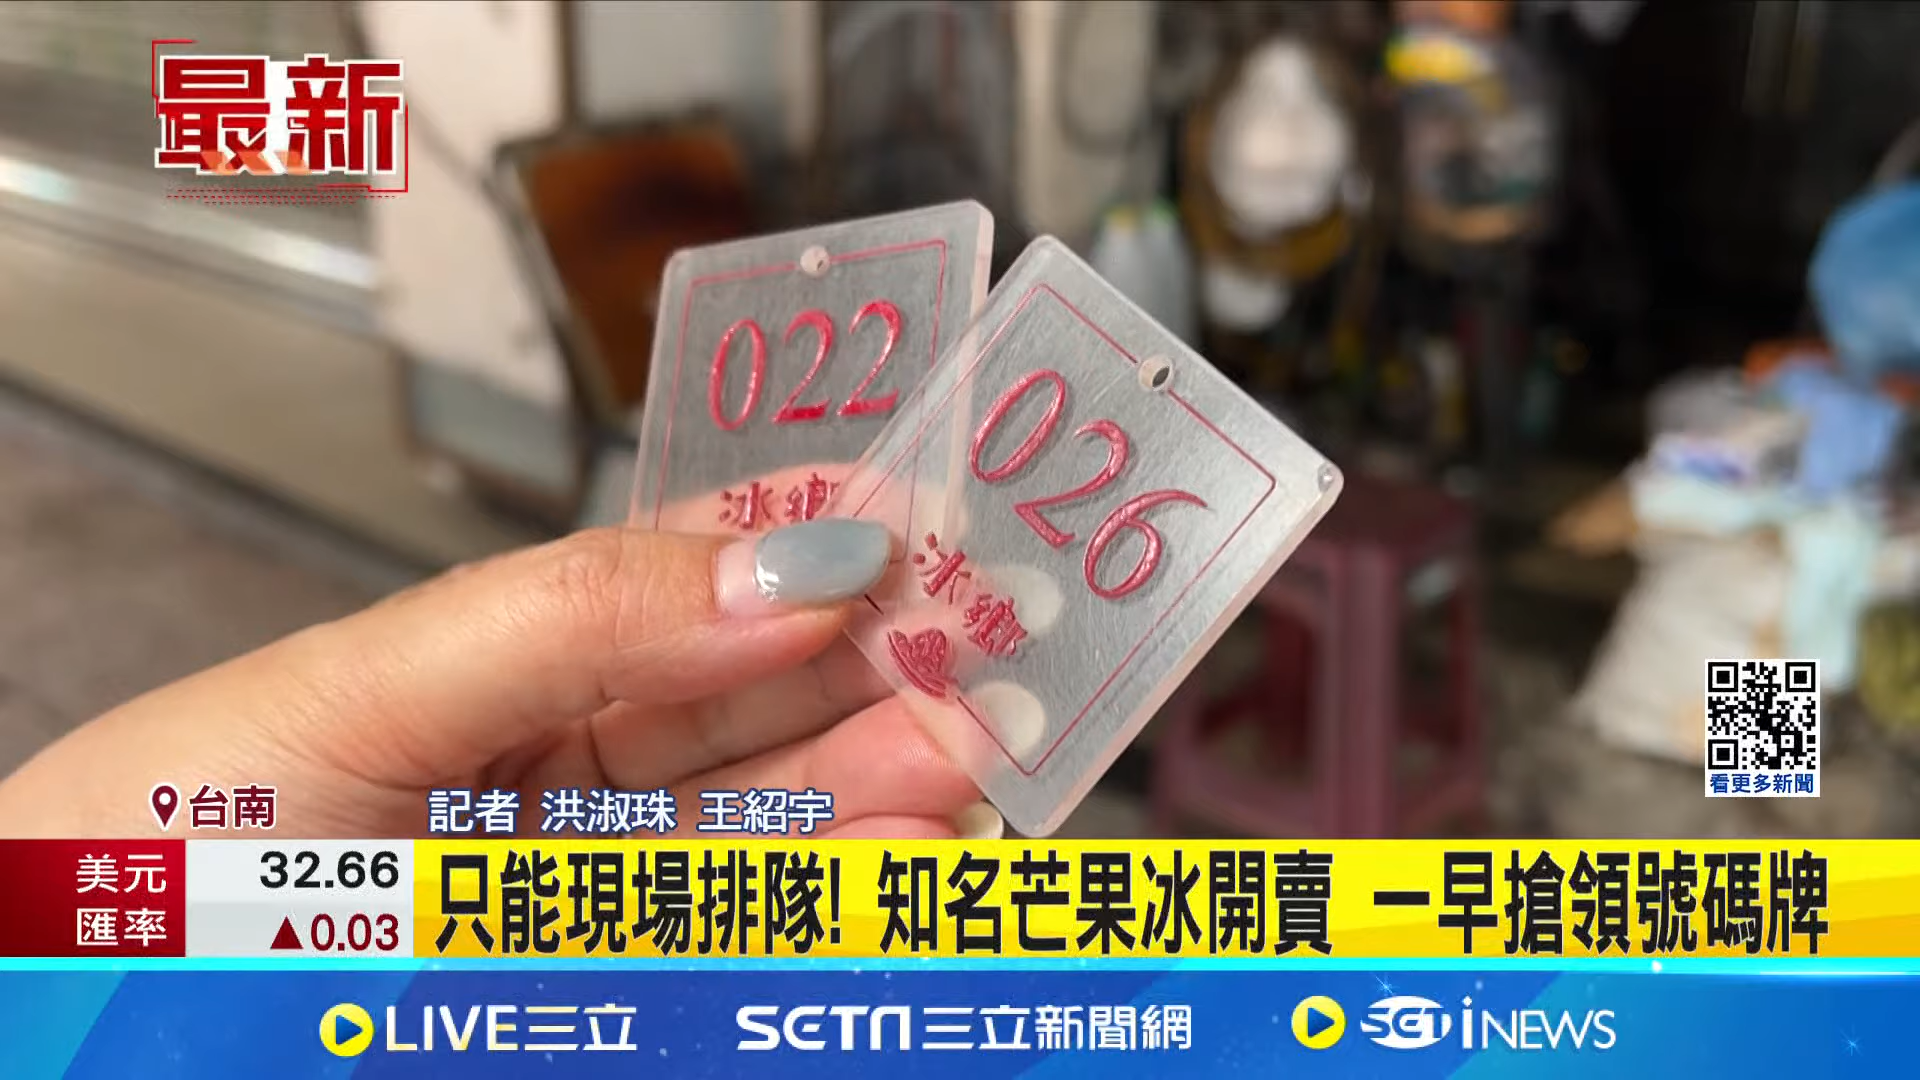 最新
022
冰鄉
026
冰鄉
看更多新聞
台南
記者 洪淑珠 王紹宇
美元
匯率
32.66
▲0.03
只能現場排隊! 知名芒果冰開賣 一早搶領號碼牌
LIVE三立
SETN三立新聞網
SET iNEWS